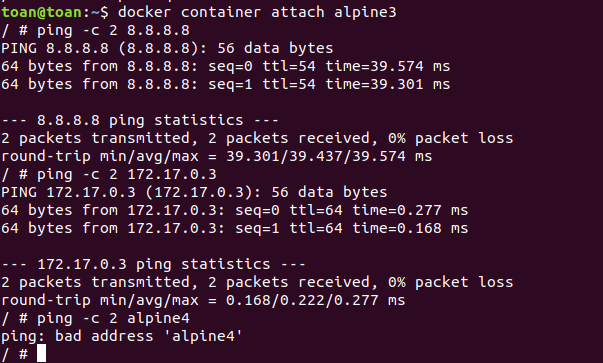 toan@toan:~$ docker container attach alpine3
/ # ping -c 2 8.8.8.8
PING 8.8.8.8 (8.8.8.8): 56 data bytes
64 bytes from 8.8.8.8: seq=0 ttl=54 time=39.574 ms
64 bytes from 8.8.8.8: seq=1 ttl=54 time=39.301 ms

--- 8.8.8.8 ping statistics ---
2 packets transmitted, 2 packets received, 0% packet loss
round-trip min/avg/max = 39.301/39.437/39.574 ms
/ # ping -c 2 172.17.0.3
PING 172.17.0.3 (172.17.0.3): 56 data bytes
64 bytes from 172.17.0.3: seq=0 ttl=64 time=0.277 ms
64 bytes from 172.17.0.3: seq=1 ttl=64 time=0.168 ms

--- 172.17.0.3 ping statistics ---
2 packets transmitted, 2 packets received, 0% packet loss
round-trip min/avg/max = 0.168/0.222/0.277 ms
/ # ping -c 2 alpine4
ping: bad address 'alpine4'
/ #